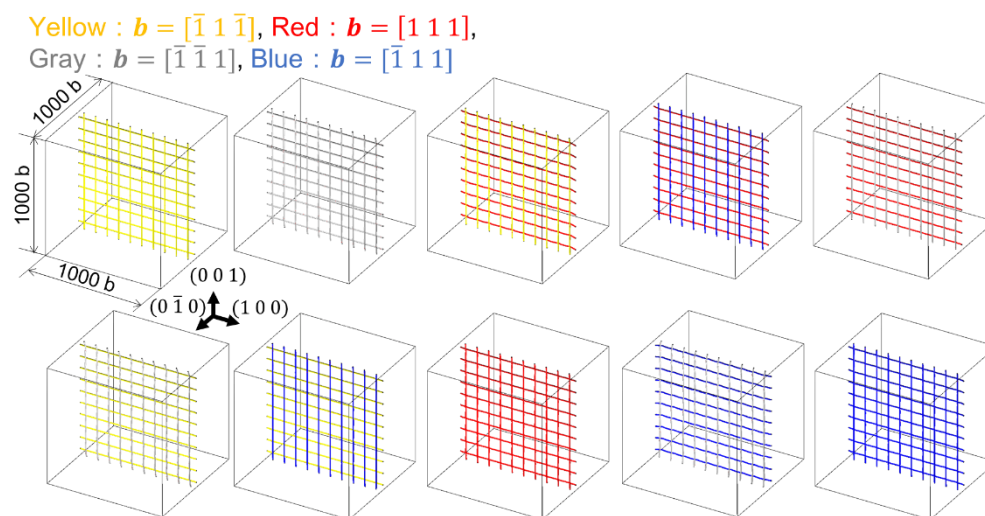 Yellow : b = [1̅ 1 1̅], Red : b = [1 1 1],
Gray : b = [1̅ 1̅ 1], Blue : b = [1̅ 1 1]
1000 b
1000 b
1000 b
(0 0 1)
(0 1̅ 0)
(1 0 0)